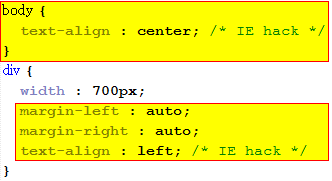 body {
text-align : center; /* IE hack */
}
div {
width : 700px;
margin-left : auto;
margin-right : auto;
text-align : left; /* IE hack */
}